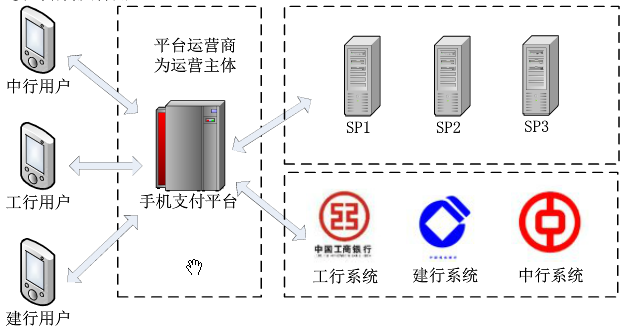 中行用户
工行用户
建行用户
平台运营商
为运营主体
手机支付平台
SP1
SP2
SP3
中国工商银行
工行系统
建行系统
中行系统